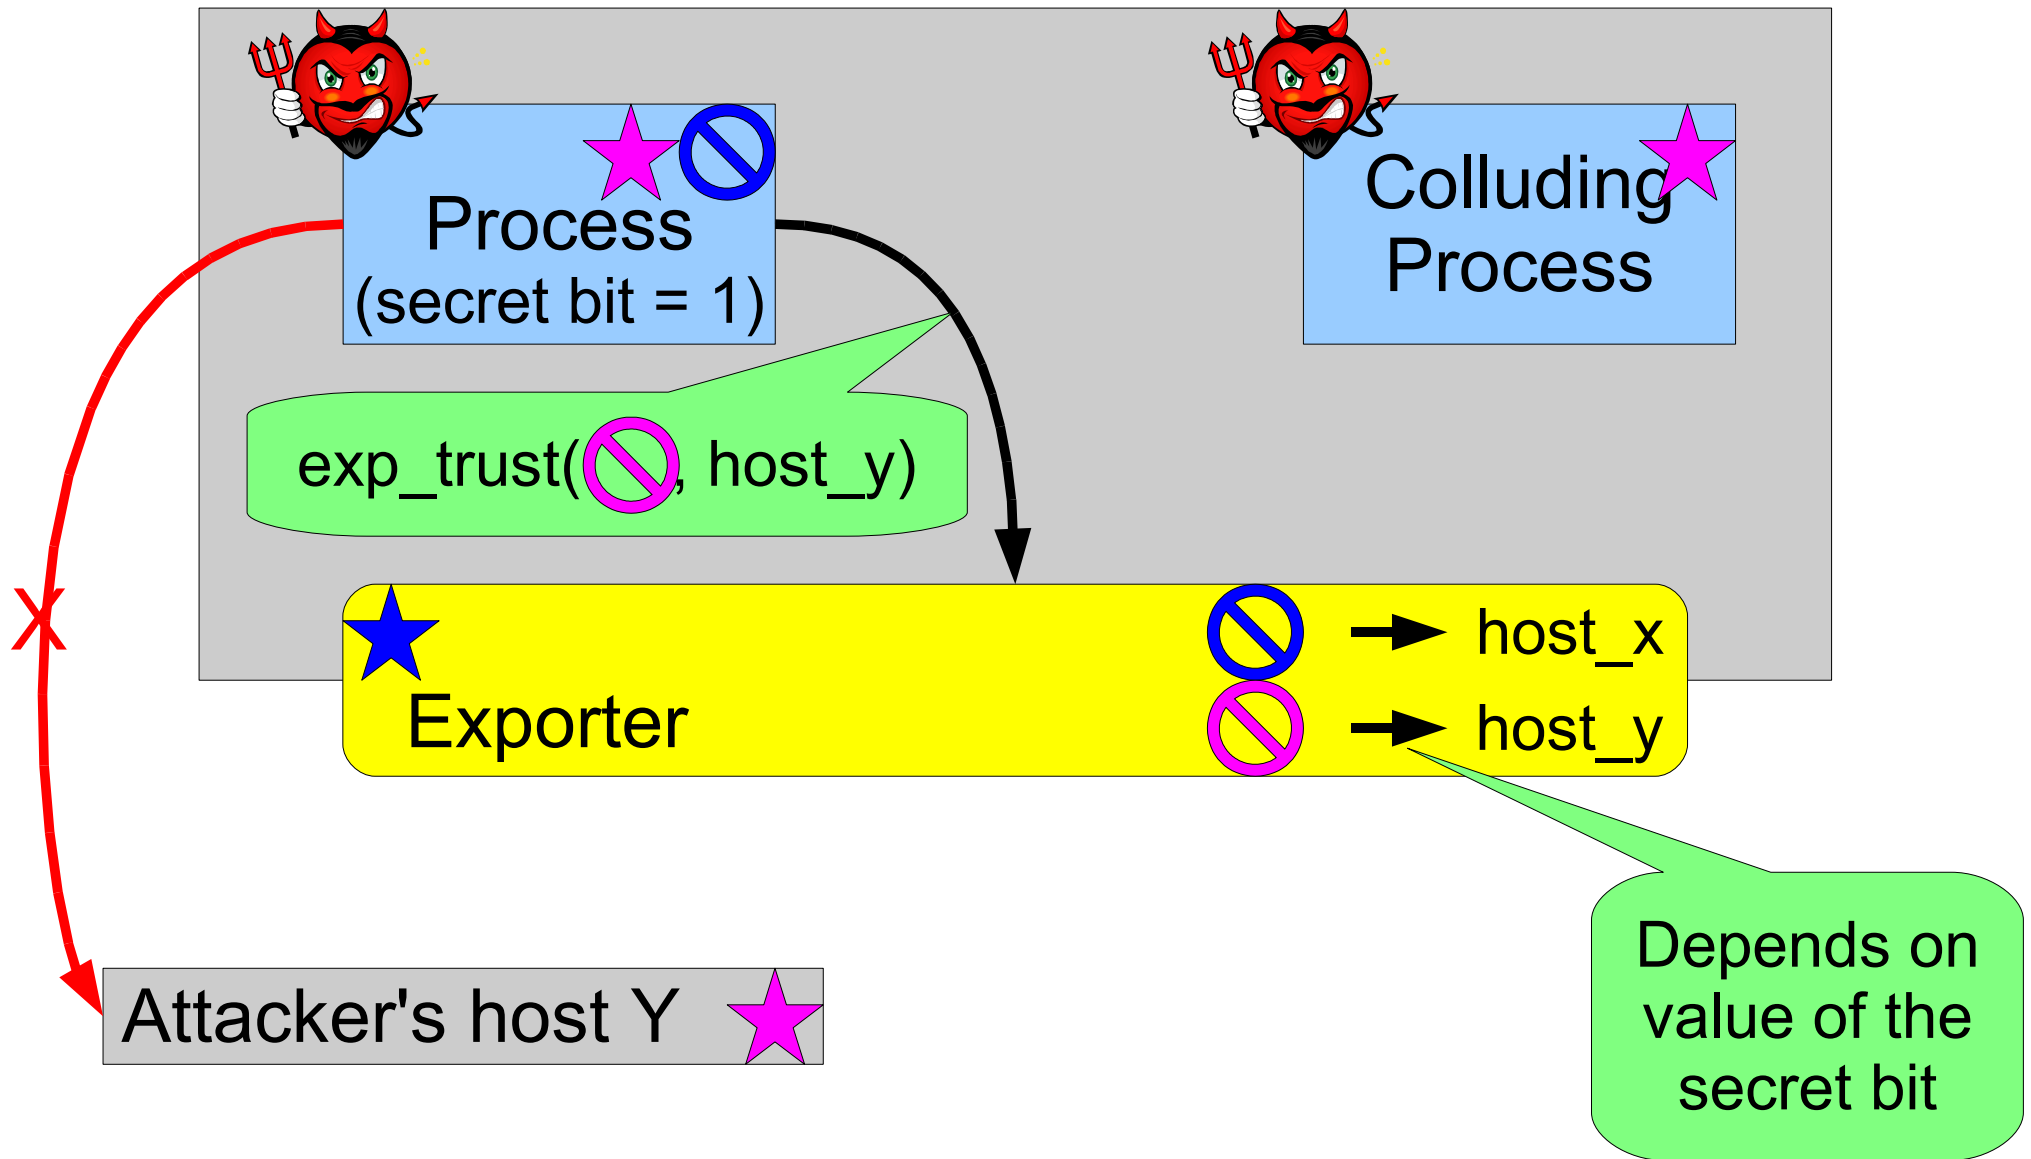 Process
(secret bit = 1)
Colluding
Process
exp_trust( , host_y)
host_x
host_y
Exporter
X
Attacker's host Y
Depends on
value of the
secret bit